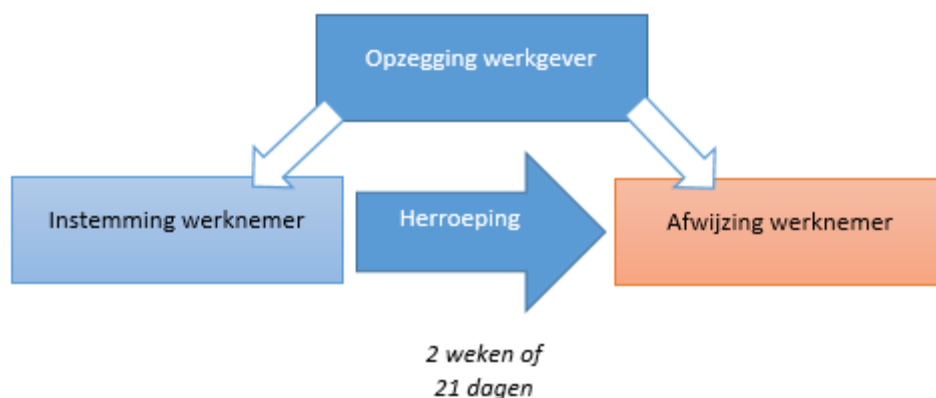 Opzegging werkgever
Instemming werknemer
Herroeping
Afwijzing werknemer
2 weken of
21 dagen